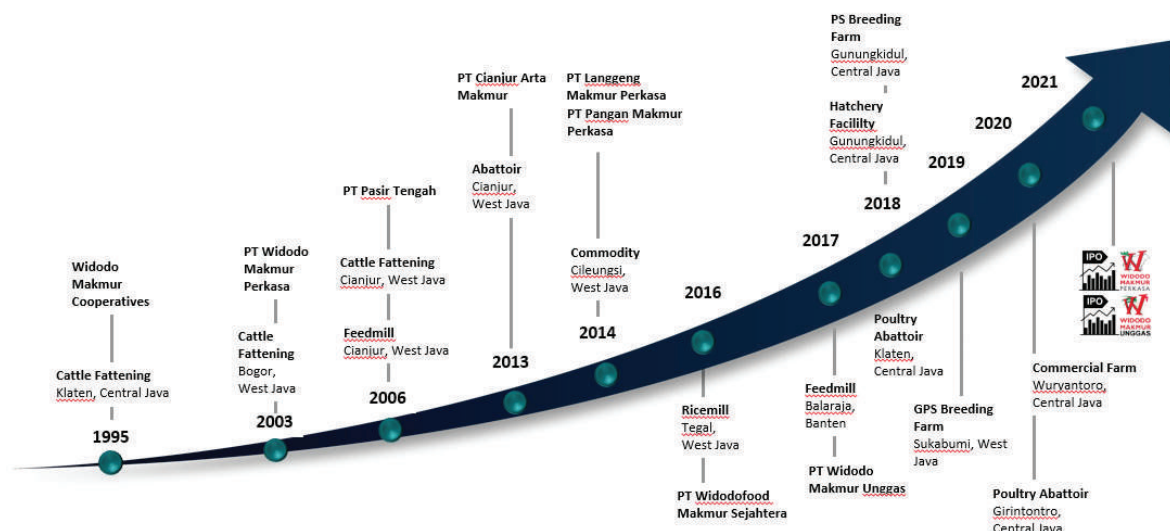 Widodo
Makmur
Cooperatives
Cattle Fattening
Klaten, Central Java
1995
PT Widodo
Makmur
Perkasa
Cattle
Fattening
Bogor,
West Java
2003
PT Pasir Tengah
Cattle Fattening
Cianjur, West Java
Feedmill
Cianjur, West Java
2006
PT Cianjur Arta
Makmur
Abattoir
Cianjur,
West Java
2013
PT Langgeng
Makmur Perkasa
PT Pangan Makmur
Perkasa
Commodity
Cileungsi,
West Java
2014
2016
Ricemill
Tegal,
West Java
PT Widodofood
Makmur Sejahtera
2017
Feedmill
Balaraja,
Banten
PT Widodo
Makmur Unggas
PS Breeding
Farm
Gunungkidul,
Central Java
Hatchery
Facililty
Gunungkidul,
Central Java
2018
Poultry
Abattoir
Klaten,
Central Java
2019
GPS Breeding
Farm
Sukabumi, West
Java
2020
Commercial Farm
Wuryantoro,
Central Java
Poultry Abattoir
Girintontro,
Central Java
2021
IPO
WIDODO
MAKMUR
PERKASA
IPO
WIDODO
MAKMUR
UNGGAS